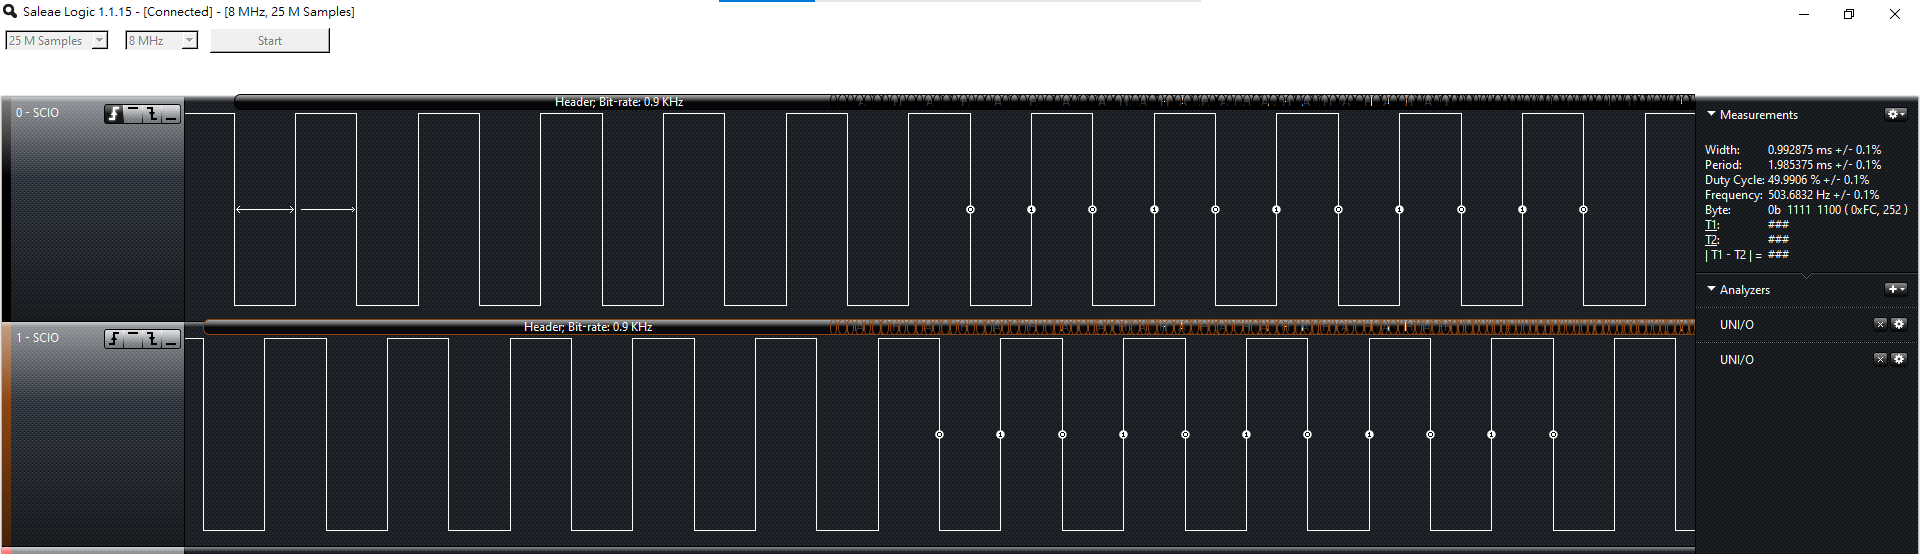 Saleae Logic 1.1.15 - [Connected] - [8 MHz, 25 M Samples]
25 M Samples
8 MHz
Start
0 - SCIO
Header; Bit-rate: 0.9 KHz
Measurements
Width: 0.992875 ms +/- 0.1%
Period: 1.985375 ms +/- 0.1%
Duty Cycle: 49.9906 % +/- 0.1%
Frequency: 503.6832 Hz +/- 0.1%
Byte: 0b 1111 1100 ( 0xFC, 252 )
T1: ###
T2: ###
| T1 - T2 | = ###
Analyzers
1 - SCIO
Header; Bit-rate: 0.9 KHz
UNI/O
UNI/O